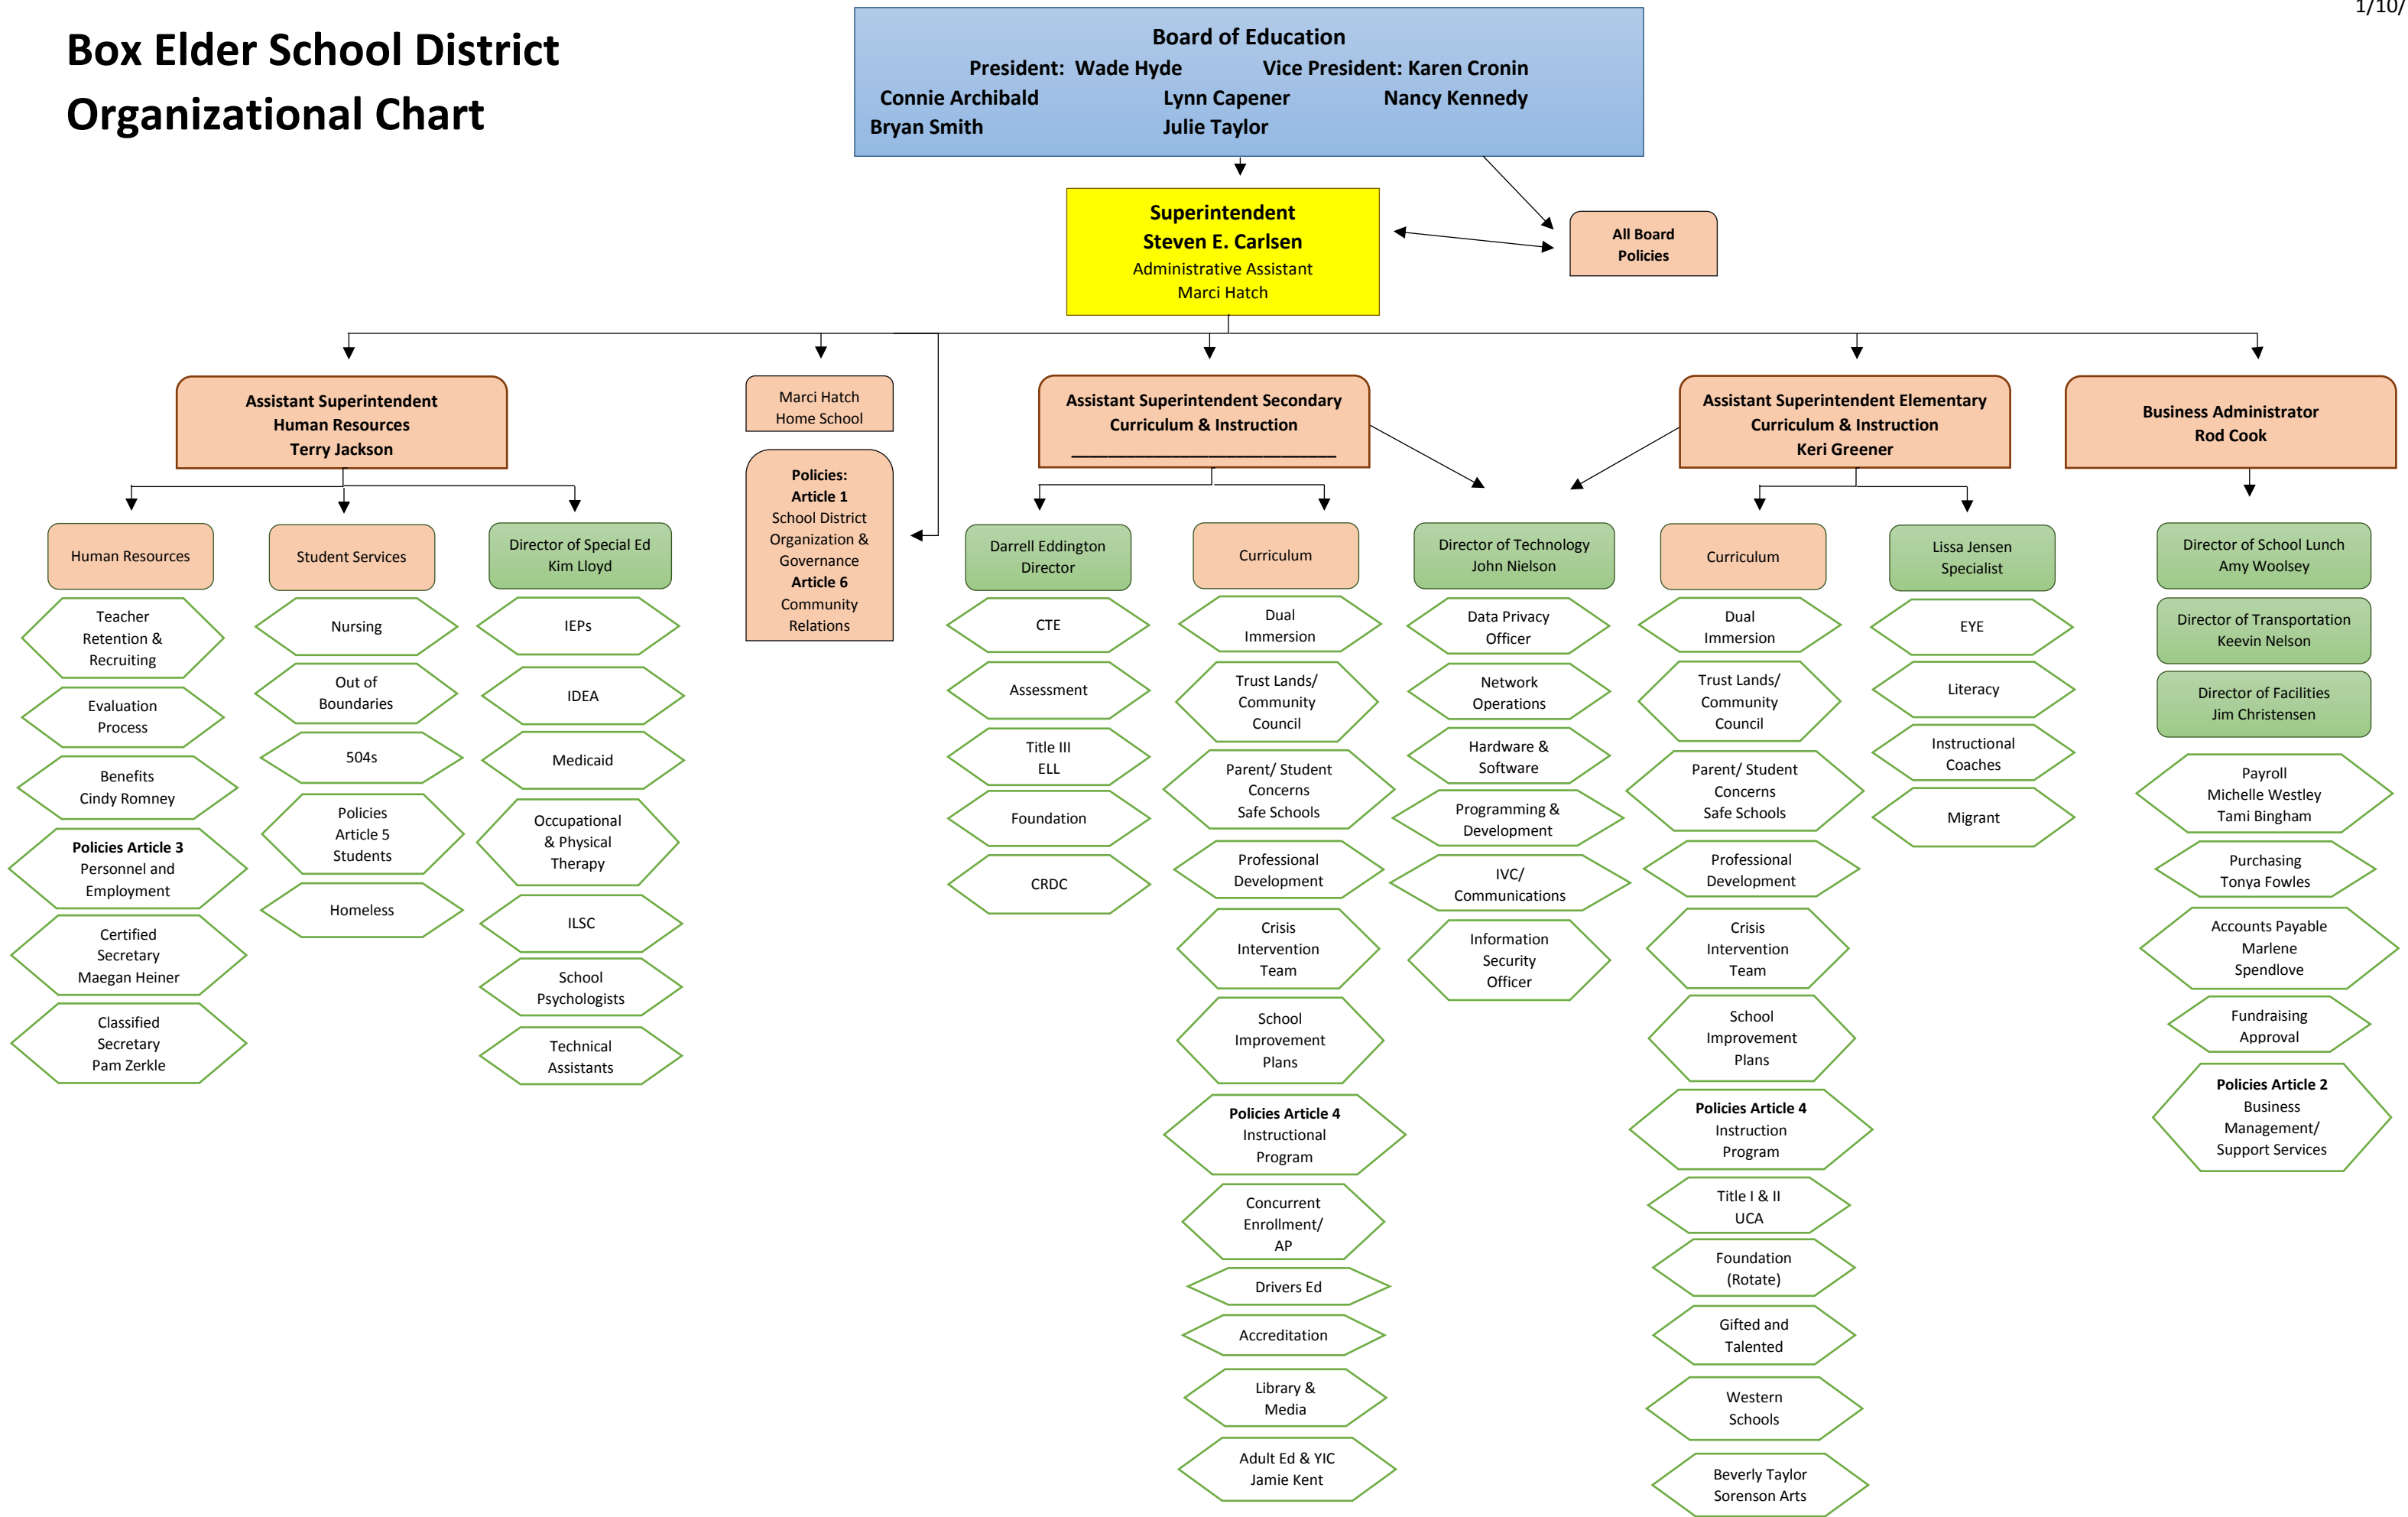 1/10/
Box Elder School District
Organizational Chart
Board of Education
President: Wade Hyde Vice President: Karen Cronin
Connie Archibald Lynn Capener Nancy Kennedy
Bryan Smith Julie Taylor
Superintendent
Steven E. Carlsen
Administrative Assistant
Marci Hatch
All Board
Policies
Assistant Superintendent
Human Resources
Terry Jackson
Marci Hatch
Home School
Policies:
Article 1
School District
Organization &
Governance
Article 6
Community
Relations
Assistant Superintendent Secondary
Curriculum & Instruction
Assistant Superintendent Elementary
Curriculum & Instruction
Keri Greener
Business Administrator
Rod Cook
Human Resources
Teacher
Retention &
Recruiting
Evaluation
Process
Benefits
Cindy Romney
Policies Article 3
Personnel and
Employment
Certified
Secretary
Maegan Heiner
Classified
Secretary
Pam Zerkle
Student Services
Nursing
Out of
Boundaries
504s
Policies
Article 5
Students
Homeless
Director of Special Ed
Kim Lloyd
IEPs
IDEA
Medicaid
Occupational
& Physical
Therapy
ILSC
School
Psychologists
Technical
Assistants
Darrell Eddington
Director
CTE
Assessment
Title III
ELL
Foundation
CRDC
Curriculum
Dual
Immersion
Trust Lands/
Community
Council
Parent/ Student
Concerns
Safe Schools
Professional
Development
Crisis
Intervention
Team
School
Improvement
Plans
Policies Article 4
Instructional
Program
Concurrent
Enrollment/
AP
Drivers Ed
Accreditation
Library &
Media
Adult Ed & YIC
Jamie Kent
Director of Technology
John Nielson
Data Privacy
Officer
Network
Operations
Hardware &
Software
Programming &
Development
IVC/
Communications
Information
Security
Officer
Curriculum
Dual
Immersion
Trust Lands/
Community
Council
Parent/ Student
Concerns
Safe Schools
Professional
Development
Crisis
Intervention
Team
School
Improvement
Plans
Policies Article 4
Instruction
Program
Title I & II
UCA
Foundation
(Rotate)
Gifted and
Talented
Western
Schools
Beverly Taylor
Sorenson Arts
Lissa Jensen
Specialist
EYE
Literacy
Instructional
Coaches
Migrant
Director of School Lunch
Amy Woolsey
Director of Transportation
Keevin Nelson
Director of Facilities
Jim Christensen
Payroll
Michelle Westley
Tami Bingham
Purchasing
Tonya Fowles
Accounts Payable
Marlene
Spendlove
Fundraising
Approval
Policies Article 2
Business
Management/
Support Services